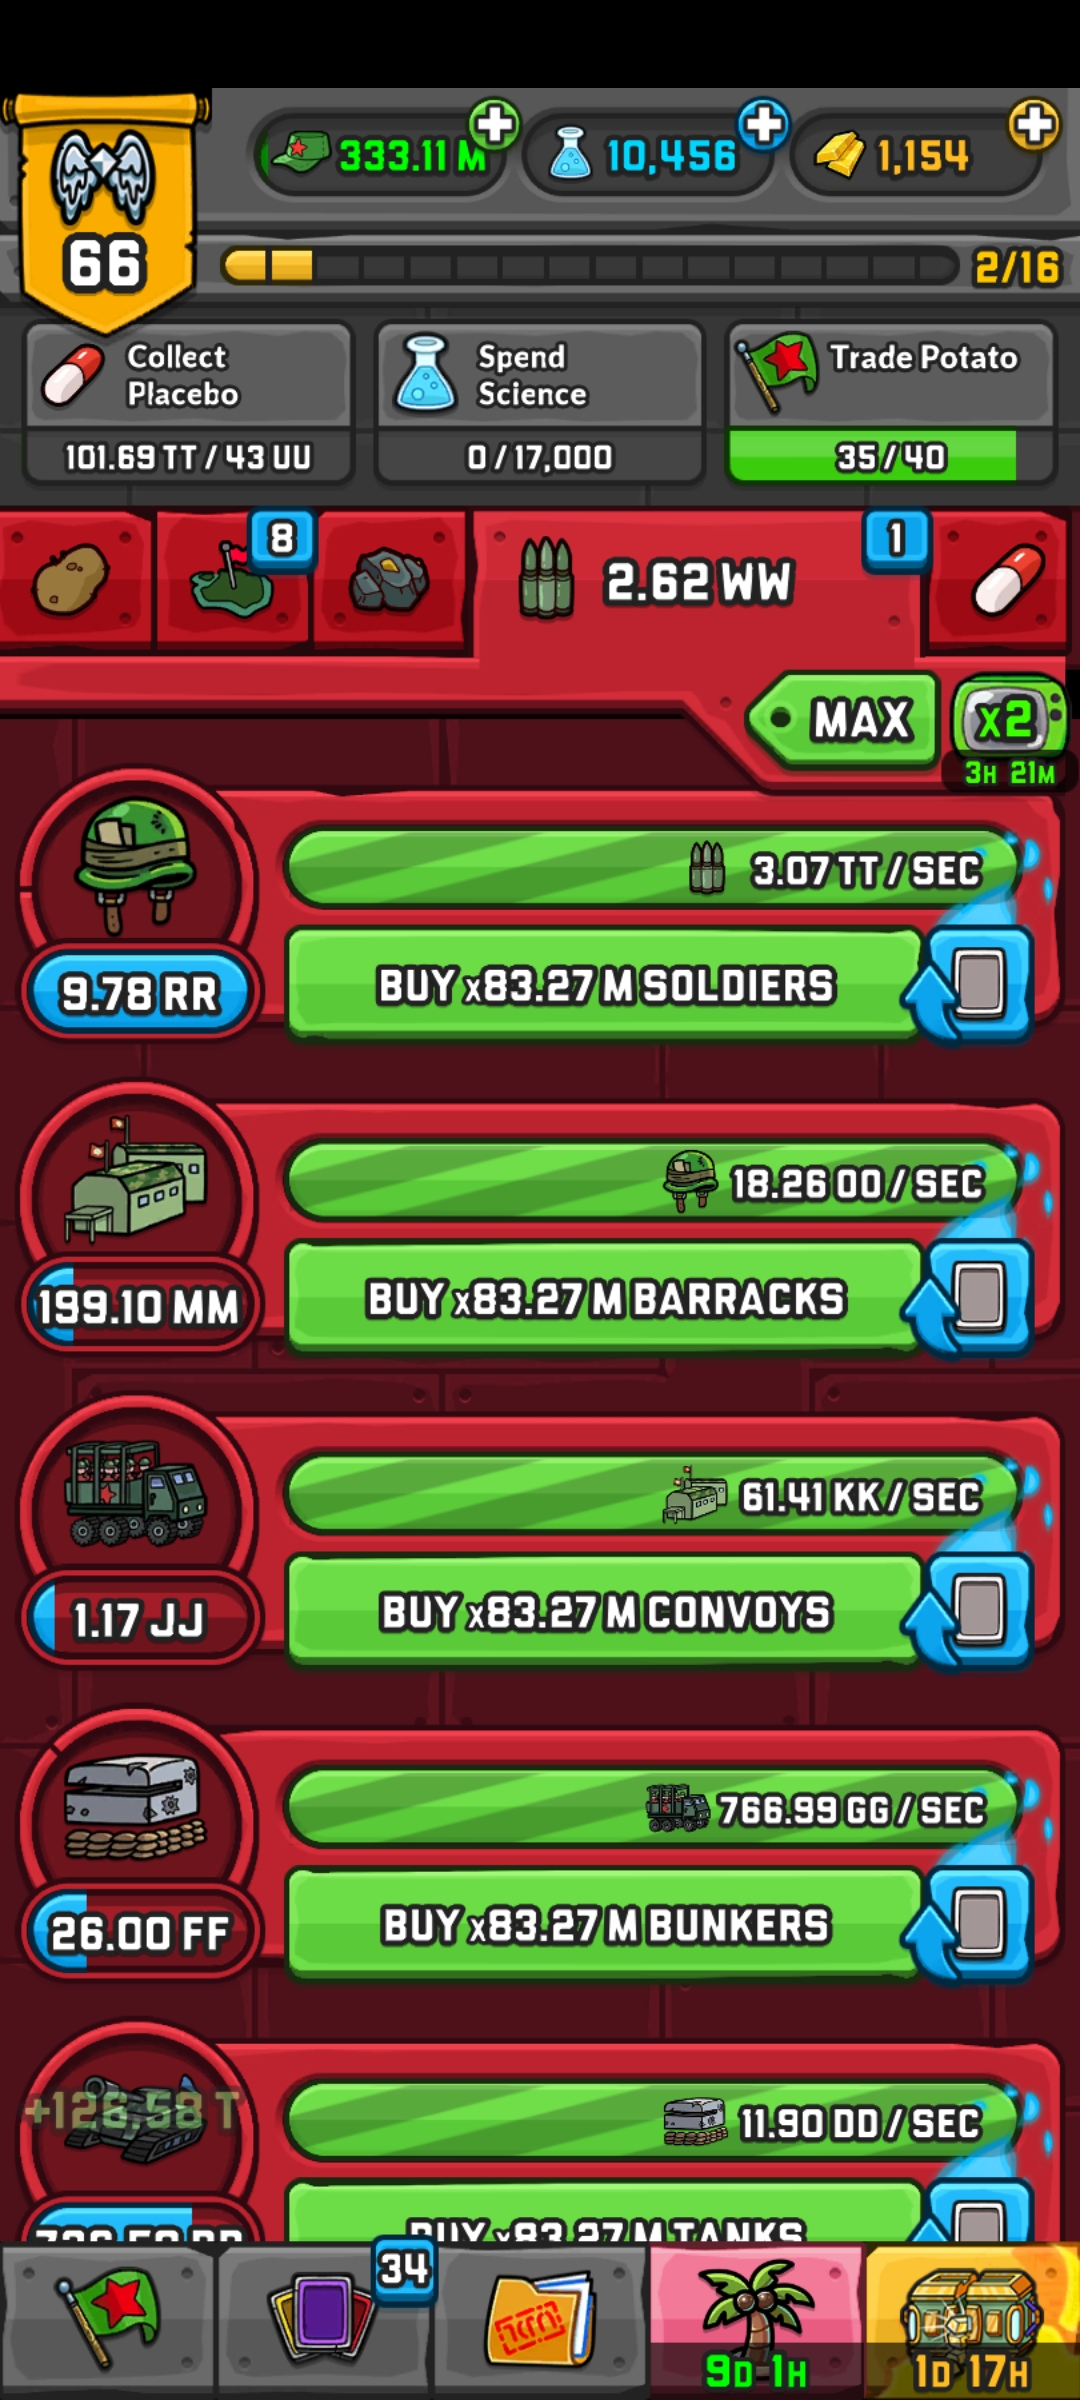 333.11 M
10,456
1,154
66
2/16
Collect
Placebo
101.69 TT / 43 UU
Spend
Science
0 / 17,000
Trade Potato
35 / 40
8
2.62 WW
1
MAX
x2
3H 21M
3.07 TT / SEC
9.78 RR
BUY x83.27 M SOLDIERS
18.26 OO / SEC
199.10 MM
BUY x83.27 M BARRACKS
61.41 KK / SEC
1.17 JJ
BUY x83.27 M CONVOYS
766.99 GG / SEC
26.00 FF
BUY x83.27 M BUNKERS
+126.58 T
11.90 DD / SEC
BUY x83.27 M TANKS
34
9D 1H
1D 17H